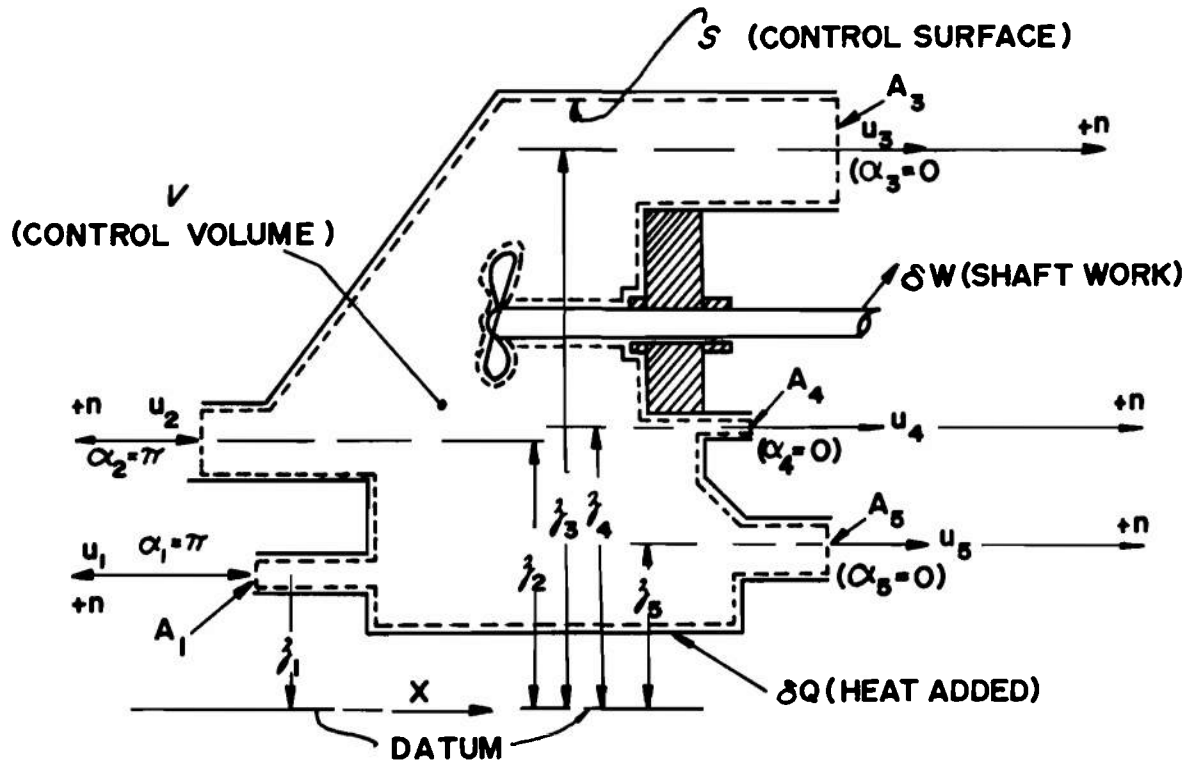 S (CONTROL SURFACE)
A₃
u₃
+n
(α₃=0
V
(CONTROL VOLUME)
δW(SHAFT WORK)
+n
u₂
α₂=π
A₄
u₄
+n
(α₄=0)
u₁
α₁=π
+n
A₁
z₁
z₂
z₃
z₄
z₅
A₅
u₅
+n
(α₅=0)
X
δQ(HEAT ADDED)
DATUM